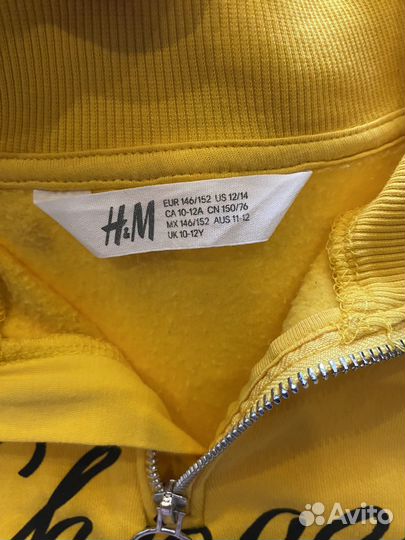 H&M
EUR 146/152 US 12/14
CA 10-12A CN 150/76
MX 146/152 AUS 11-12
UK 10-12Y
Avito